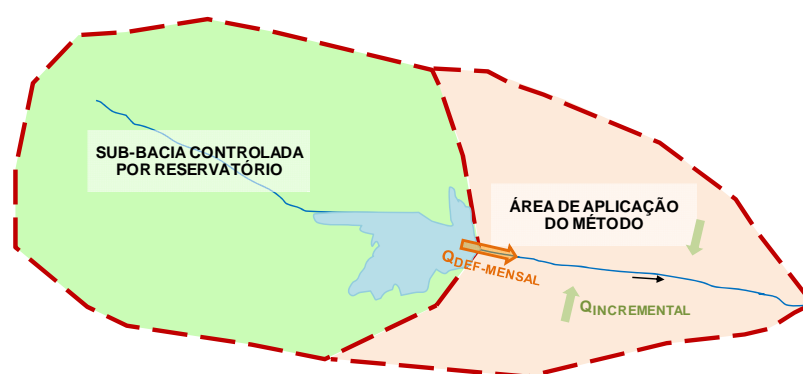 SUB-BACIA CONTROLADA
POR RESERVATÓRIO
ÁREA DE APLICAÇÃO
DO MÉTODO
QDEF-MENSAL
QINCREMENTAL